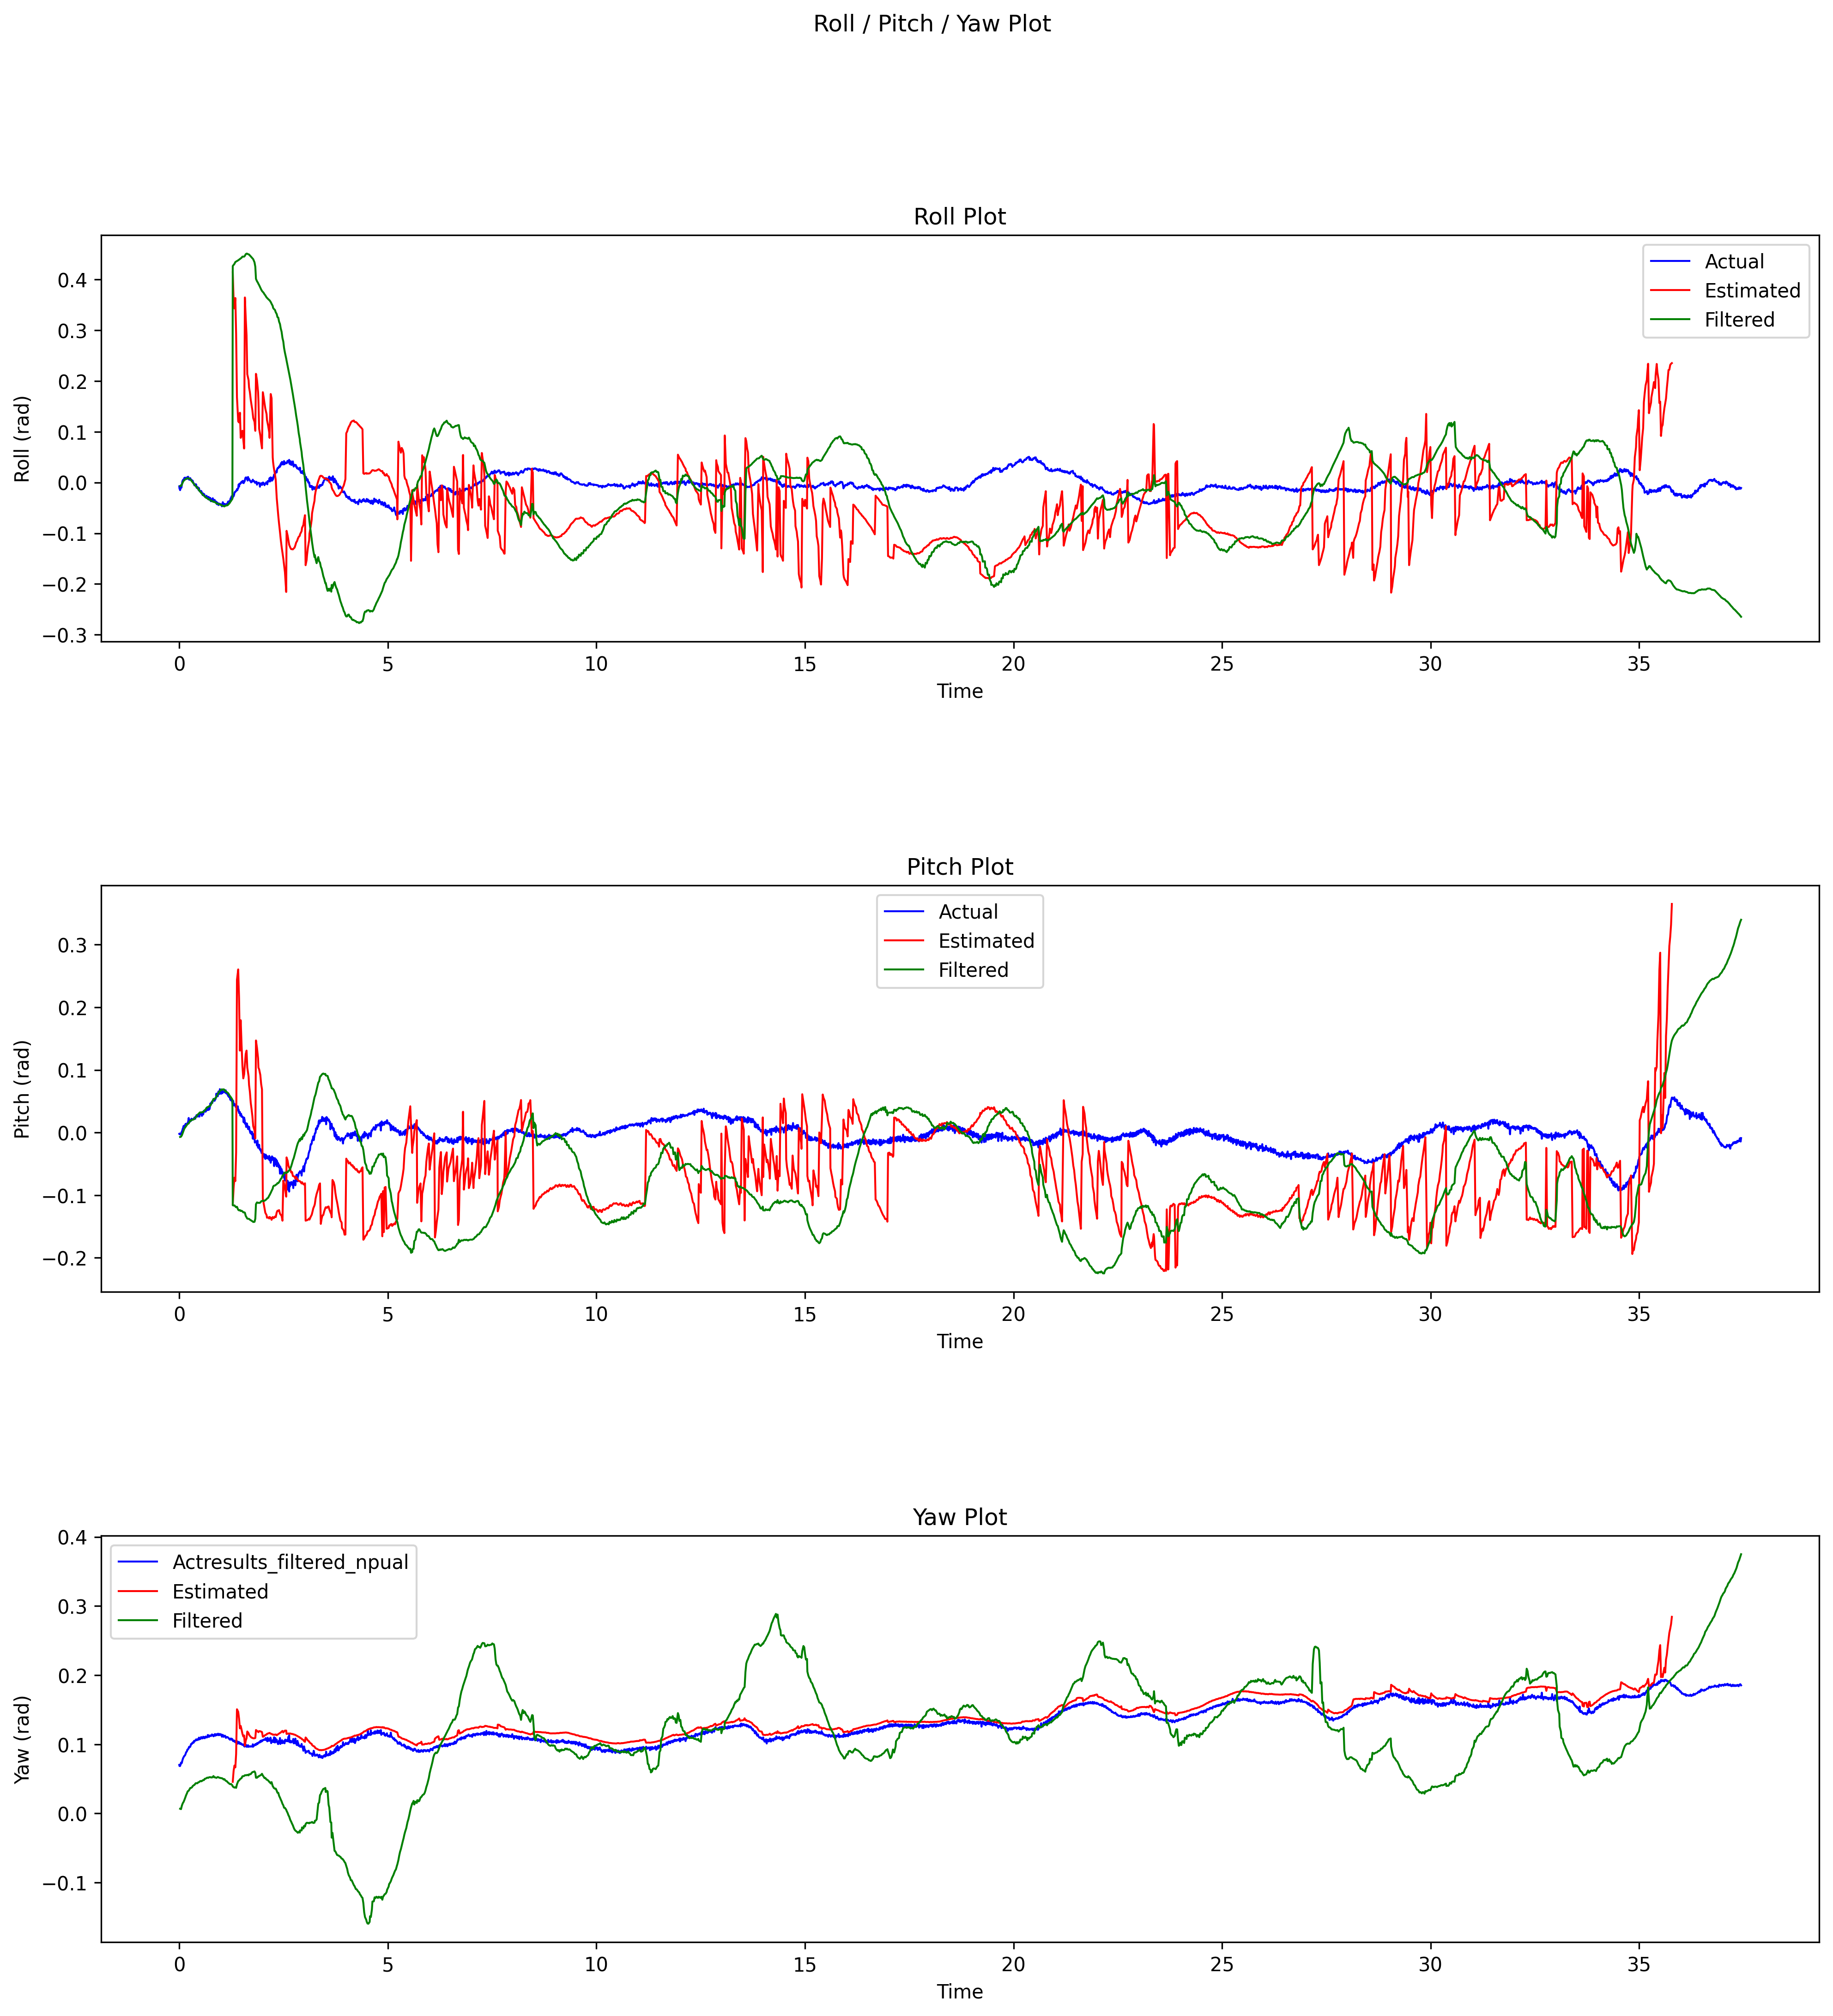 Roll / Pitch / Yaw Plot
Roll Plot
Actual
Estimated
Filtered
Roll (rad)
0.4
0.3
0.2
0.1
0.0
−0.1
−0.2
−0.3
0 5 10 15 20 25 30 35
Time
Pitch Plot
Actual
Estimated
Filtered
Pitch (rad)
0.3
0.2
0.1
0.0
−0.1
−0.2
0 5 10 15 20 25 30 35
Time
Yaw Plot
Actresults_filtered_npual
Estimated
Filtered
Yaw (rad)
0.4
0.3
0.2
0.1
0.0
−0.1
0 5 10 15 20 25 30 35
Time